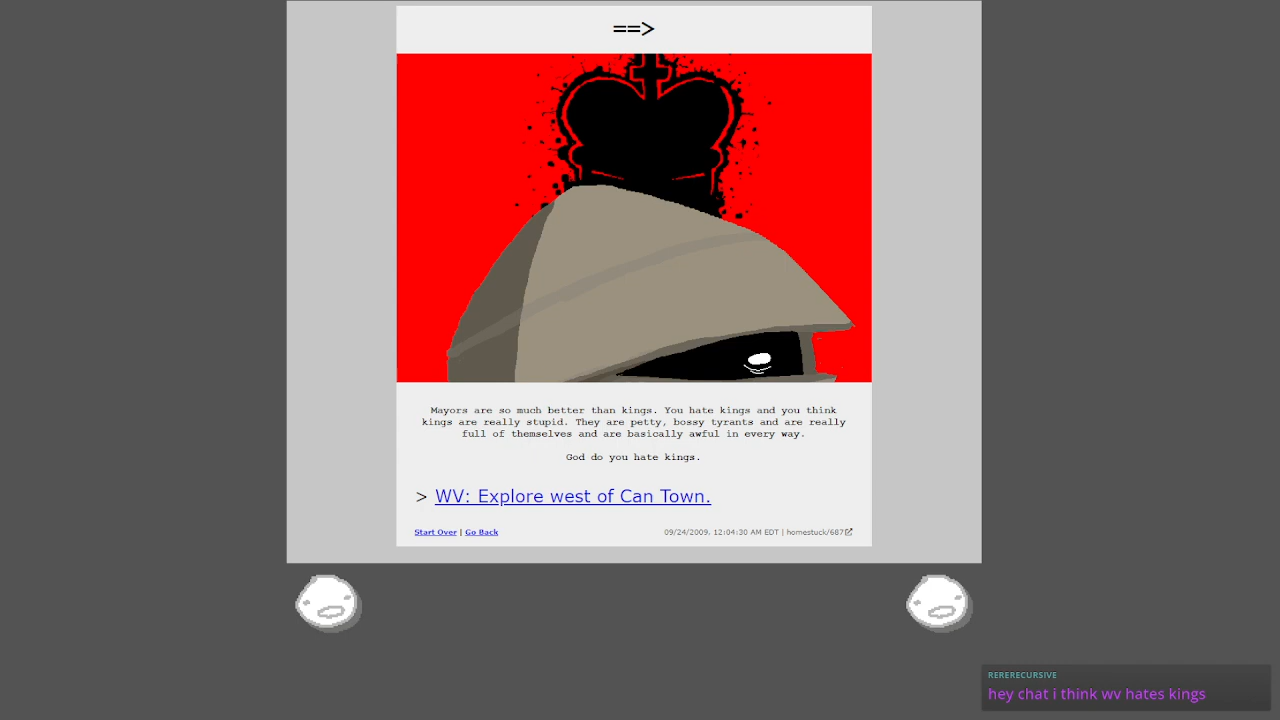 ==>
Mayors are so much better than kings. You hate kings and you think
kings are really stupid. They are petty, bossy tyrants and are really
full of themselves and are basically awful in every way.
God do you hate kings.
> WV: Explore west of Can Town.
Start Over | Go Back
09/24/2009, 12:04:30 AM EDT | homestuck/687
RERERECURSIVE
hey chat i think wv hates kings